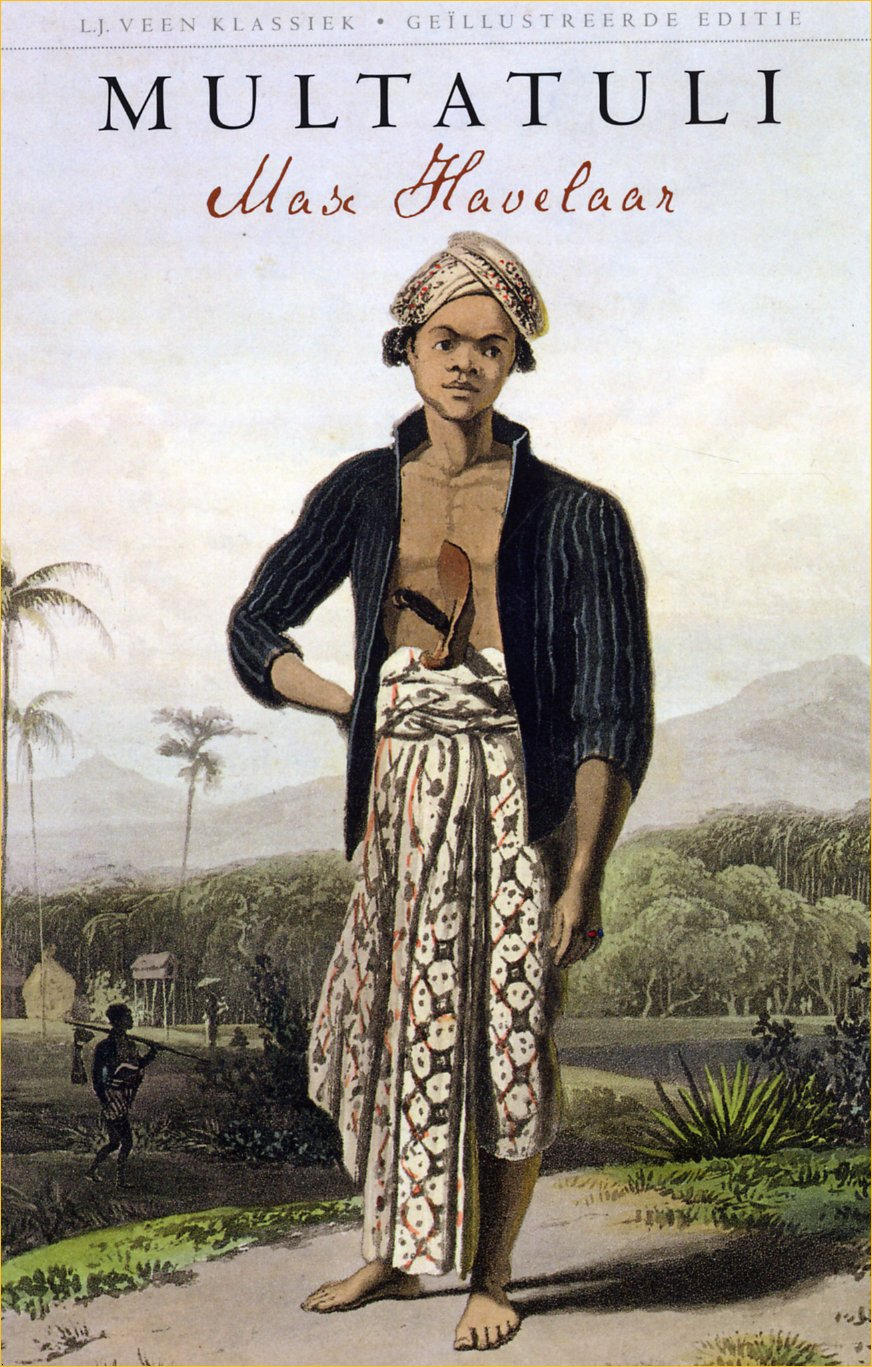 L.J. VEEN KLASSIEK • GEÏLLUSTREERDE EDITIE
MULTATULI
Max Havelaar